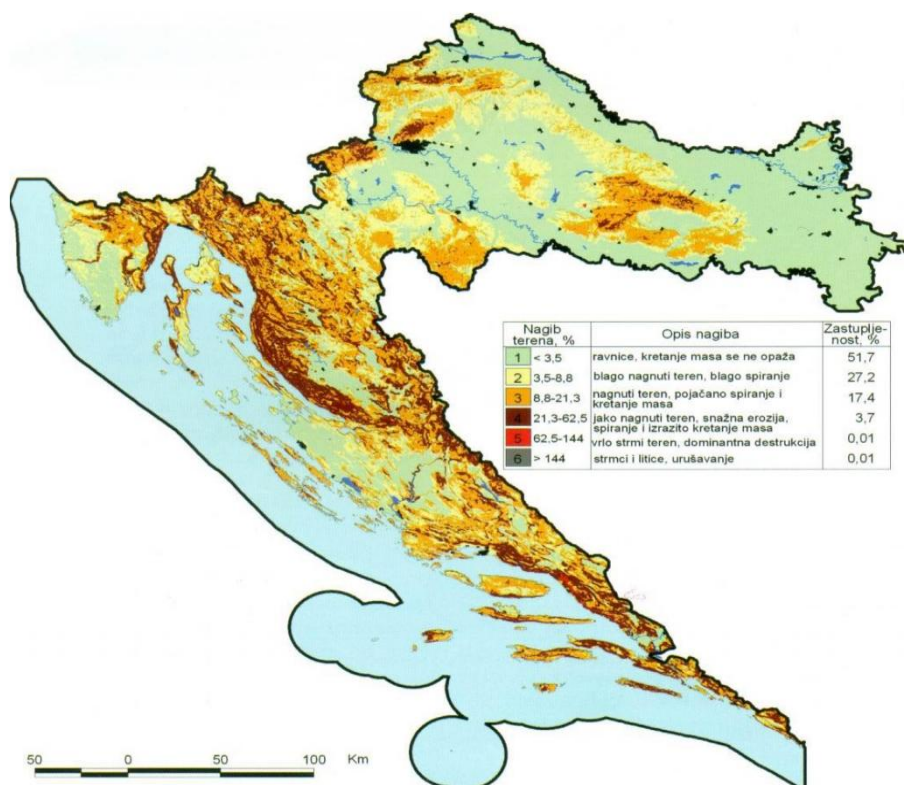 Nagib terena, % Opis nagiba Zastuplje-nost, %
1 < 3,5 ravnice, kretanje masa se ne opaža 51,7
2 3,5-8,8 blago nagnuti teren, blago spiranje 27,2
3 8,8-21,3 nagnuti teren, pojačano spiranje i kretanje masa 17,4
4 21,3-62,5 jako nagnuti teren, snažna erozija, spiranje i izrazito kretanje masa 3,7
5 62,5-144 vrlo strmi teren, dominantna destrukcija 0,01
6 > 144 strmci i litice, urušavanje 0,01
50 0 50 100 Km